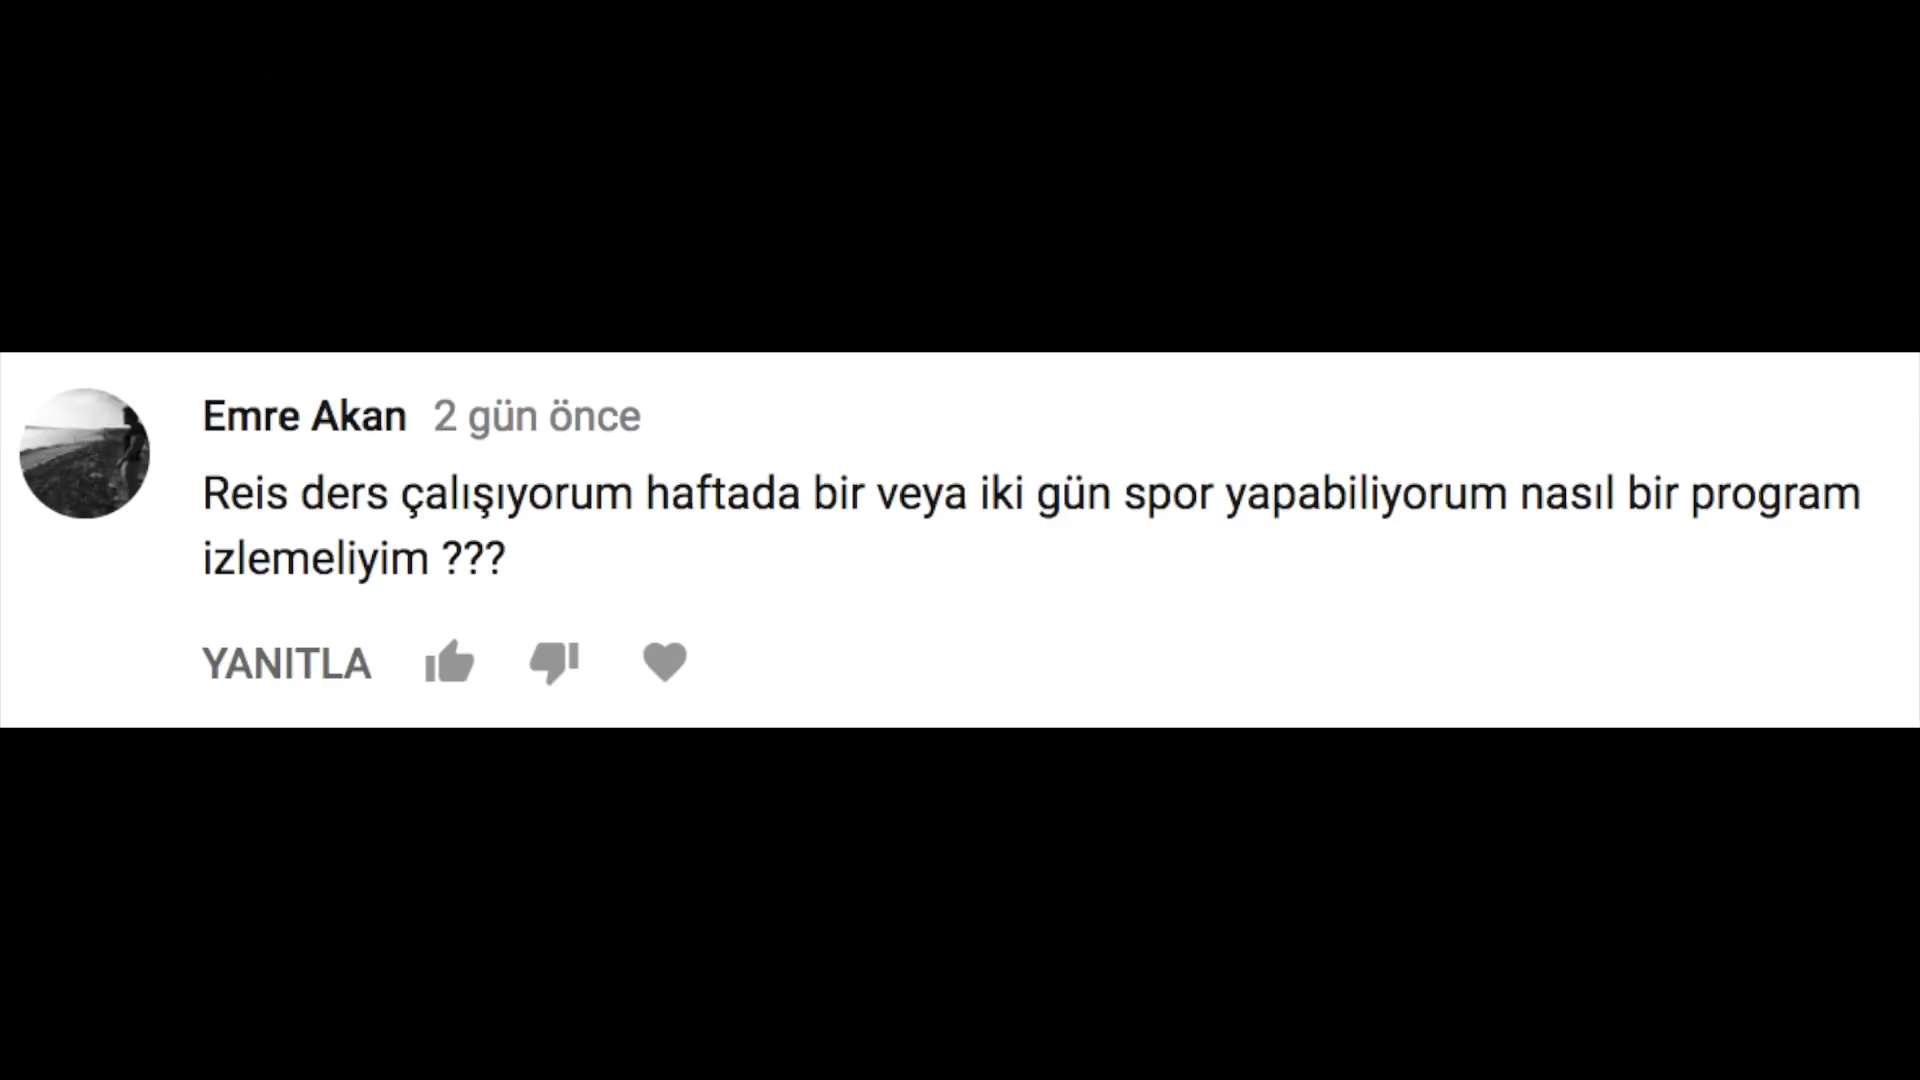 Emre Akan 2 gün önce
Reis ders çalışıyorum haftada bir veya iki gün spor yapabiliyorum nasıl bir program
izlemeliyim ???
YANITLA